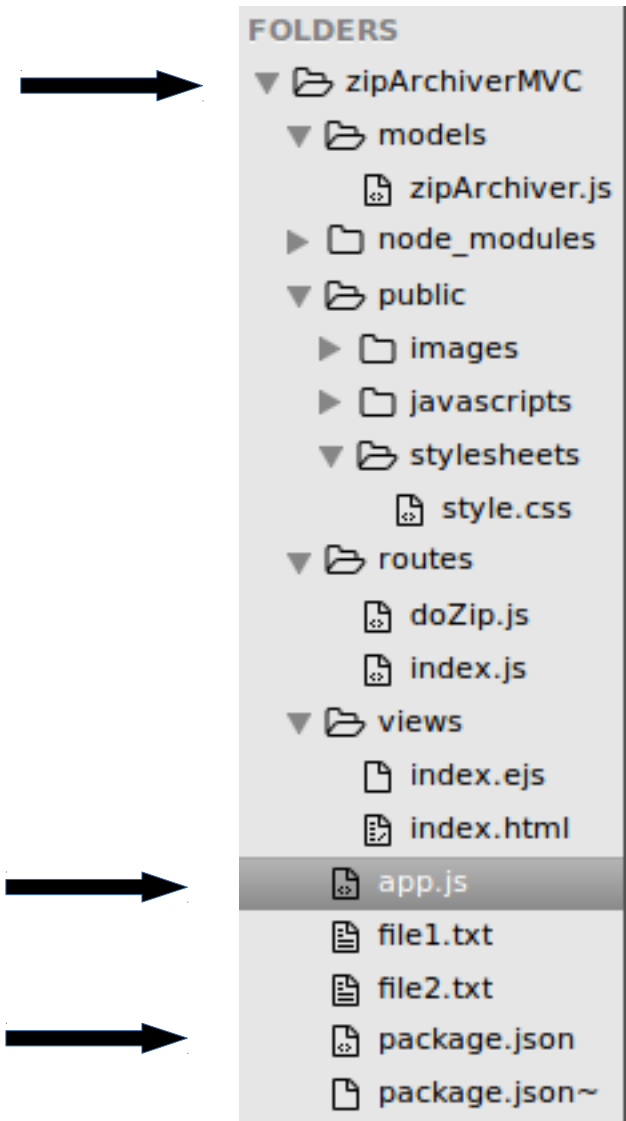 FOLDERS
zipArchiverMVC
models
zipArchiver.js
node_modules
public
images
javascripts
stylesheets
style.css
routes
doZip.js
index.js
views
index.ejs
index.html
app.js
file1.txt
file2.txt
package.json
package.json~